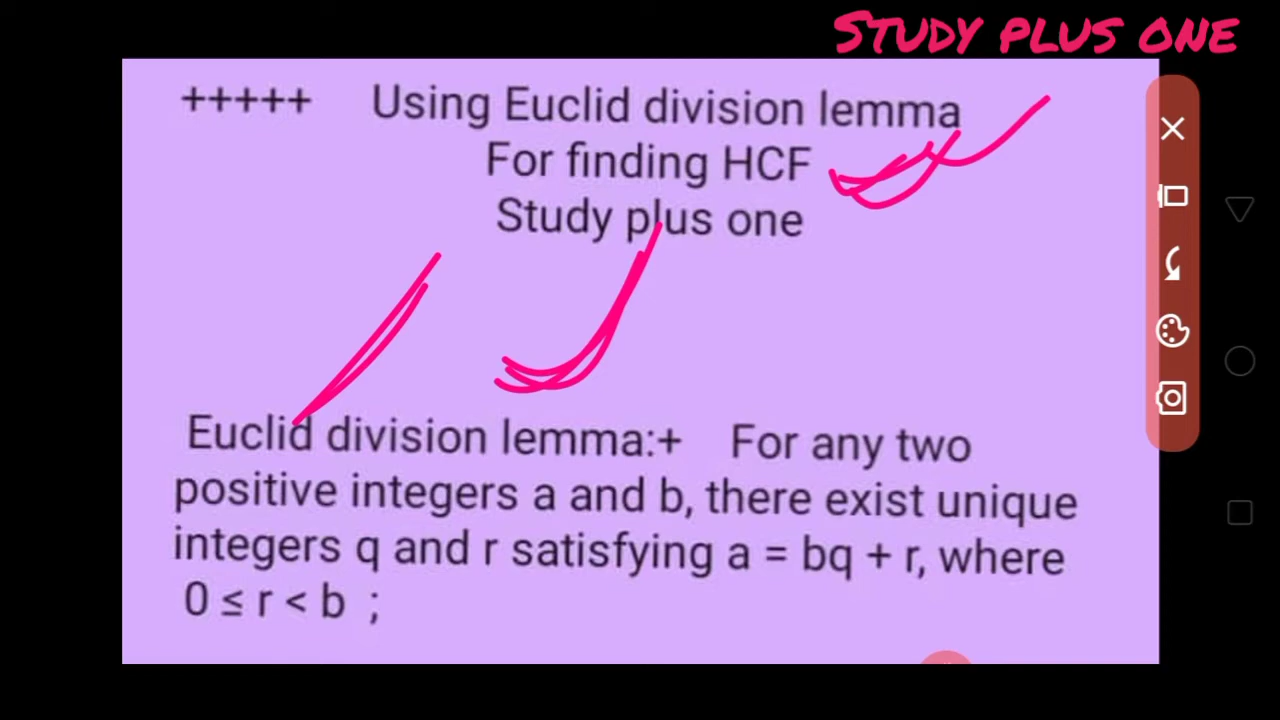 STUDY PLUS ONE
+++++ Using Euclid division lemma
For finding HCF
Study plus one
Euclid division lemma:+ For any two
positive integers a and b, there exist unique
integers q and r satisfying a = bq + r, where
0 ≤ r < b ;